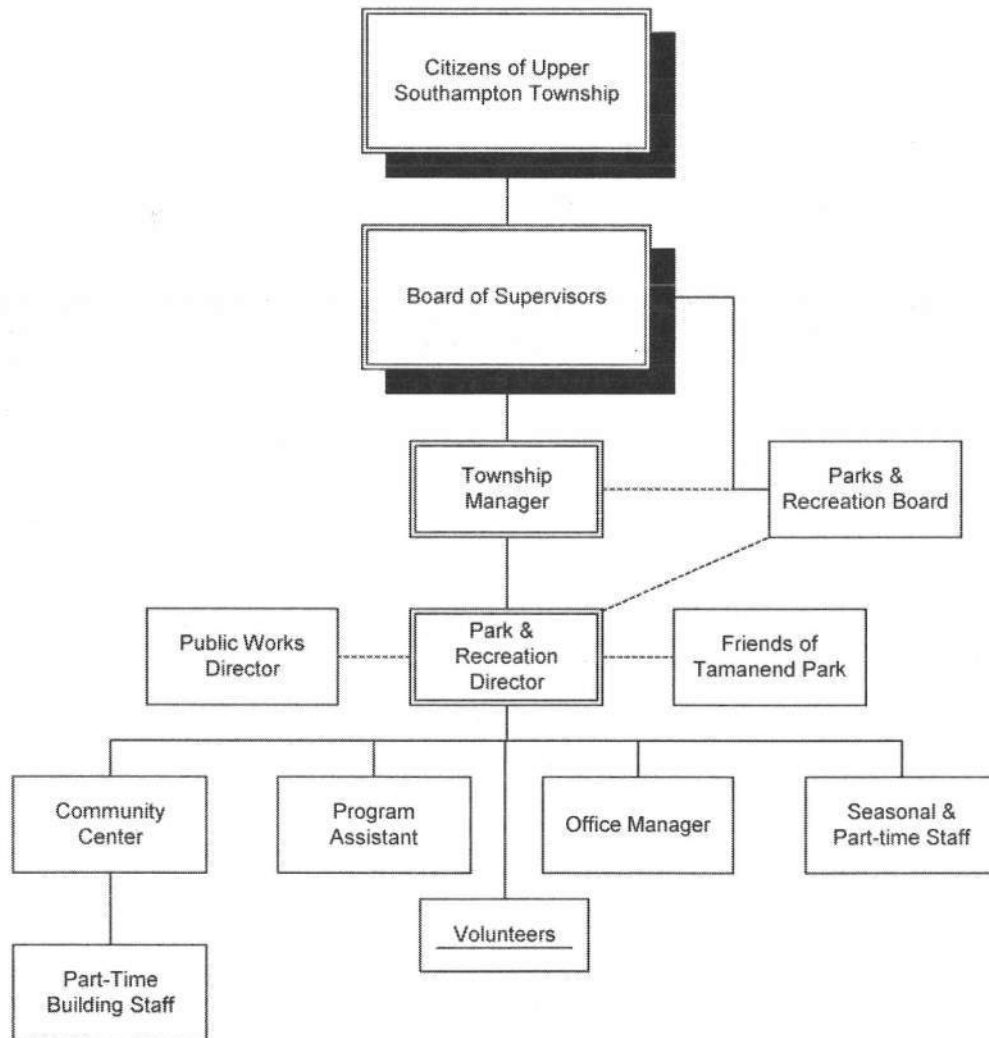 Citizens of Upper
Southampton Township
Board of Supervisors
Township
Manager
Parks &
Recreation Board
Public Works
Director
Park &
Recreation
Director
Friends of
Tamanend Park
Community
Center
Program
Assistant
Office Manager
Seasonal &
Part-time Staff
Volunteers
Part-Time
Building Staff